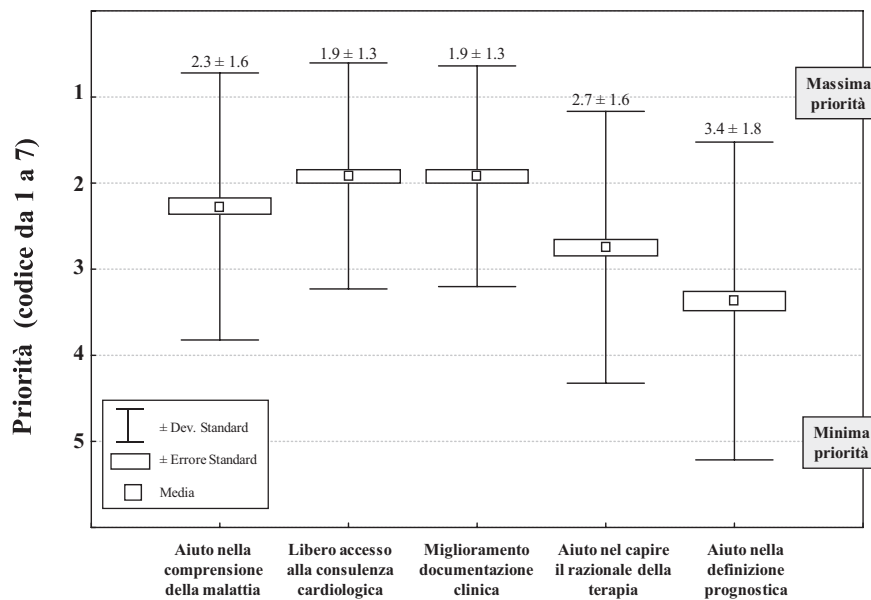 Priorità (codice da 1 a 7)
1
2
3
4
5
2.3 ± 1.6
1.9 ± 1.3
1.9 ± 1.3
2.7 ± 1.6
3.4 ± 1.8
Massima
priorità
Minima
priorità
± Dev. Standard
± Errore Standard
Media
Aiuto nella
comprensione
della malattia
Libero accesso
alla consulenza
cardiologica
Miglioramento
documentazione
clinica
Aiuto nel capire
il razionale della
terapia
Aiuto nella
definizione
prognostica